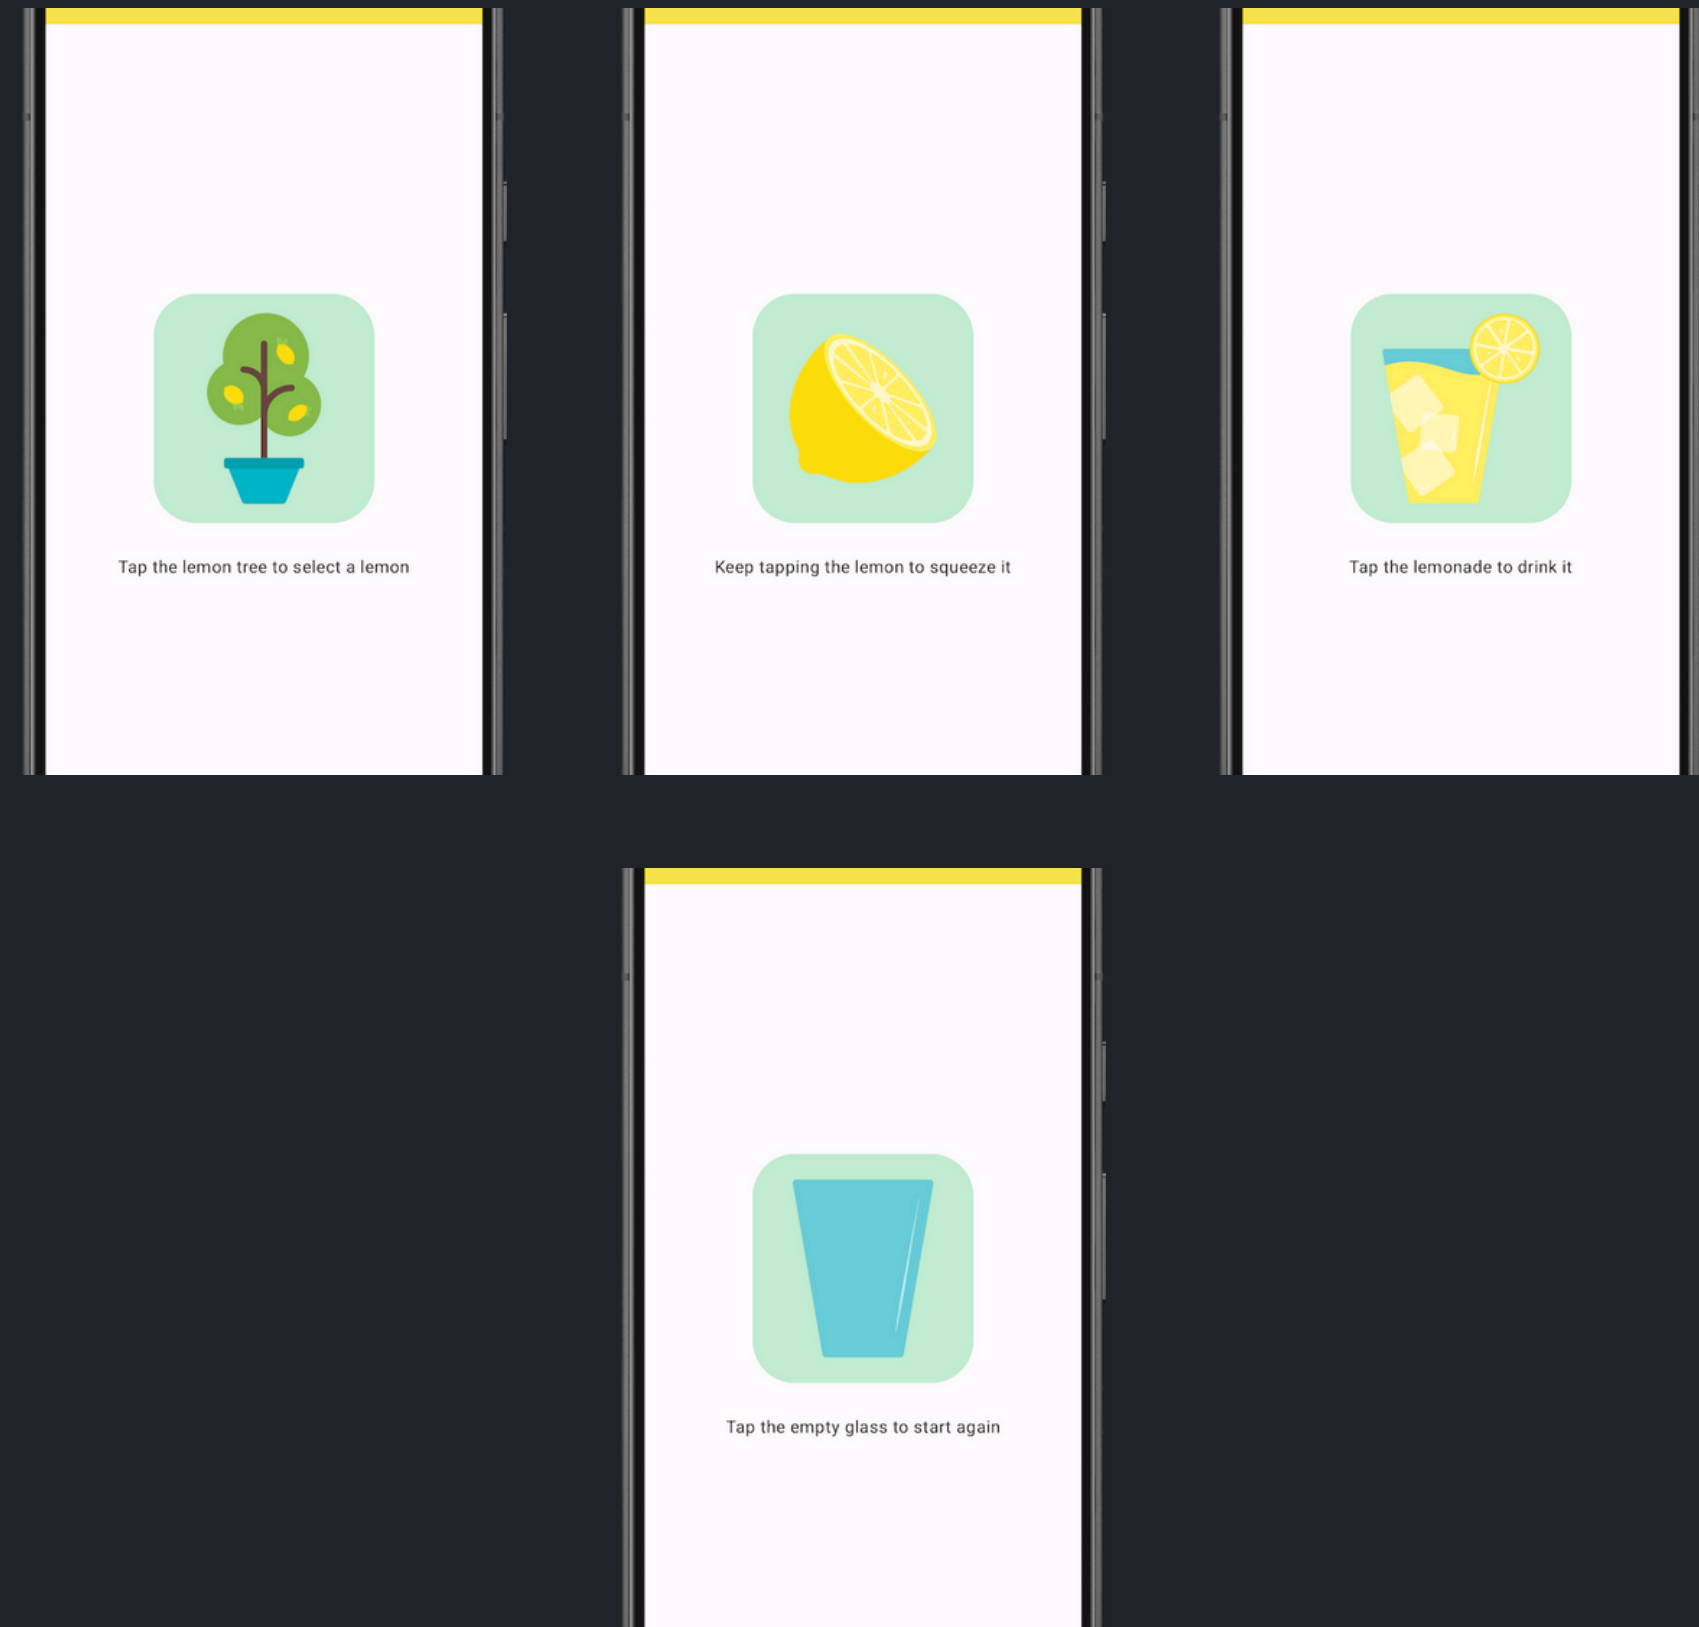 Tap the lemon tree to select a lemon
Keep tapping the lemon to squeeze it
Tap the lemonade to drink it
Tap the empty glass to start again